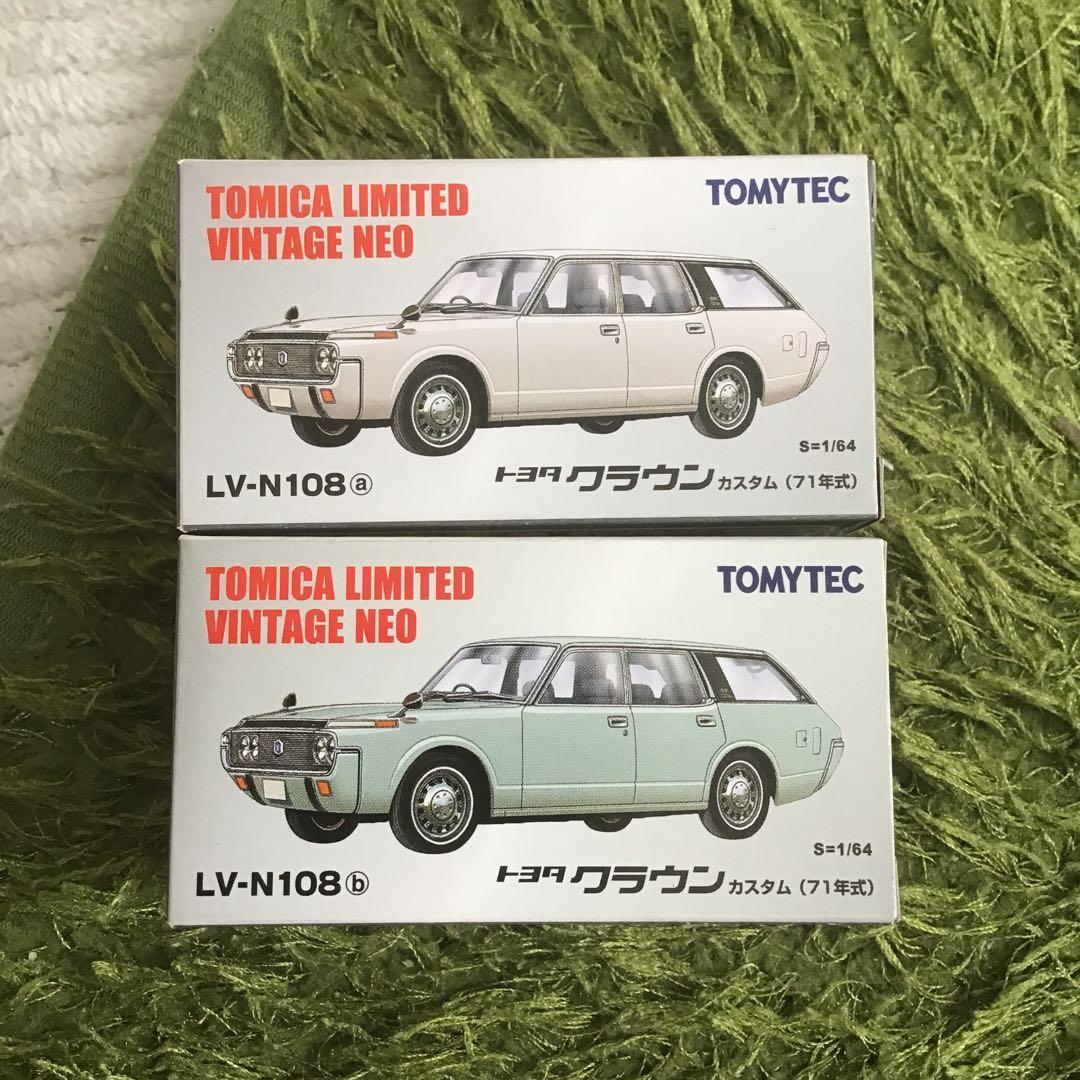 TOMICA LIMITED
VINTAGE NEO
TOMYTEC
S=1/64
LV-N108ⓐ
トヨタ クラウン カスタム (71年式)
TOMICA LIMITED
VINTAGE NEO
TOMYTEC
S=1/64
LV-N108ⓑ
トヨタ クラウン カスタム (71年式)